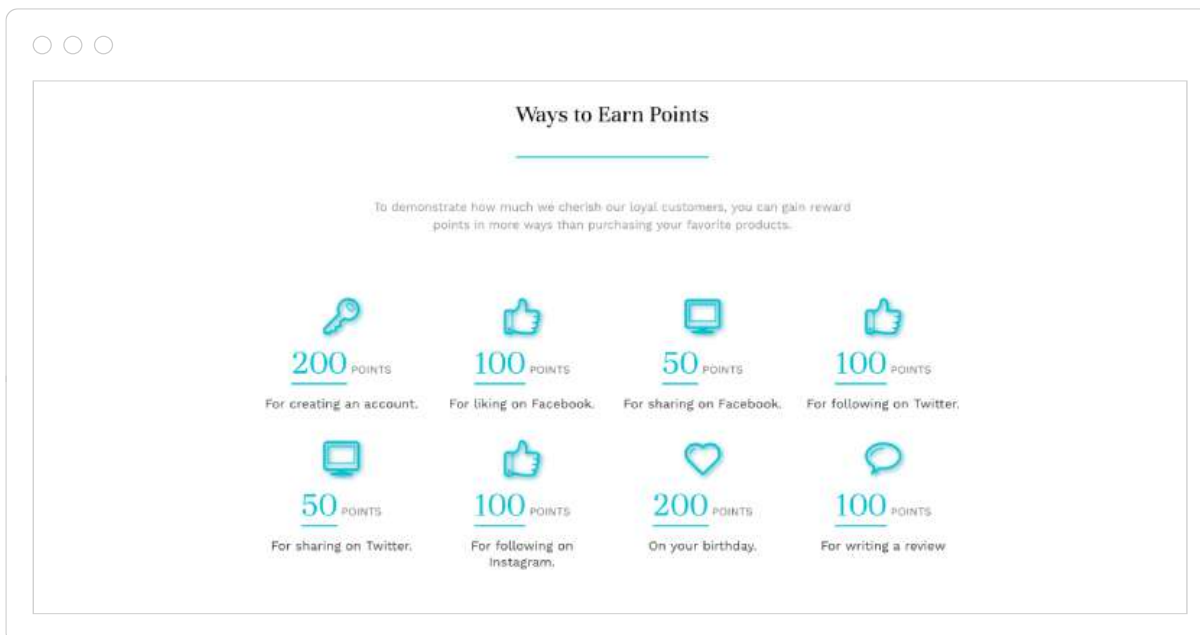 Ways to Earn Points
To demonstrate how much we cherish our loyal customers, you can gain reward
points in more ways than purchasing your favorite products.
200 POINTS
For creating an account.
100 POINTS
For liking on Facebook.
50 POINTS
For sharing on Facebook.
100 POINTS
For following on Twitter.
50 POINTS
For sharing on Twitter.
100 POINTS
For following on
Instagram.
200 POINTS
On your birthday.
100 POINTS
For writing a review